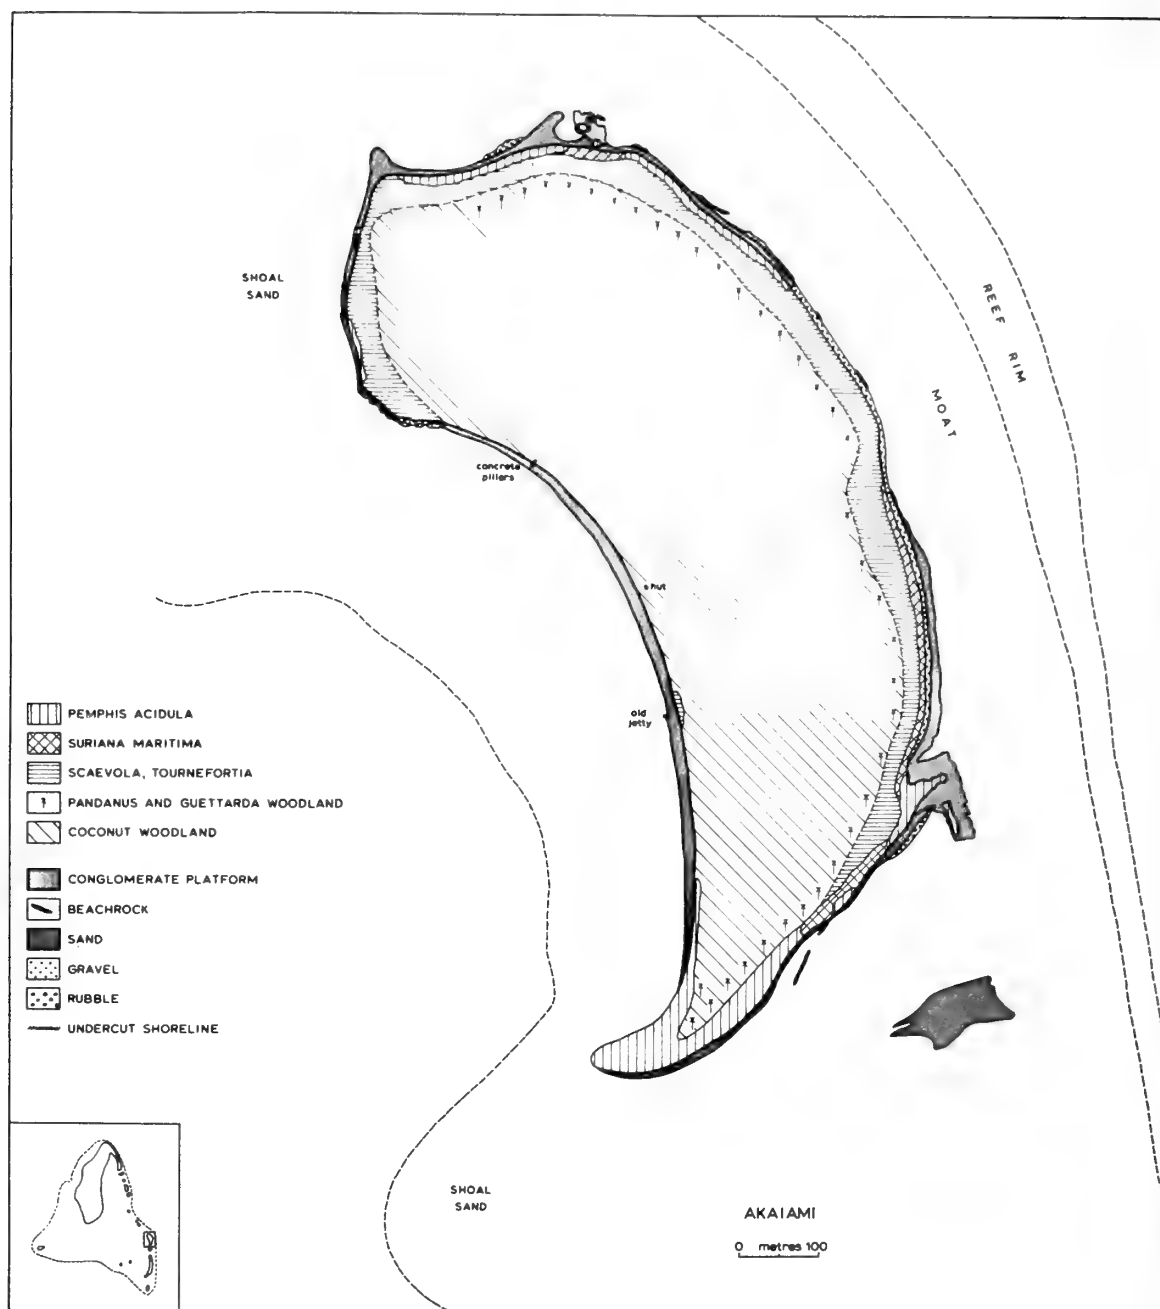 SHOAL
SAND
REEF RIM
MOAT
concrete
pillars
hut
old
jetty
PEMPHIS ACIDULA
SURIANA MARITIMA
SCAEVOLA, TOURNEFORTIA
PANDANUS AND GUETTARDA WOODLAND
COCONUT WOODLAND
CONGLOMERATE PLATFORM
BEACHROCK
SAND
GRAVEL
RUBBLE
UNDERCUT SHORELINE
SHOAL
SAND
AKAIAMI
0 metres 100